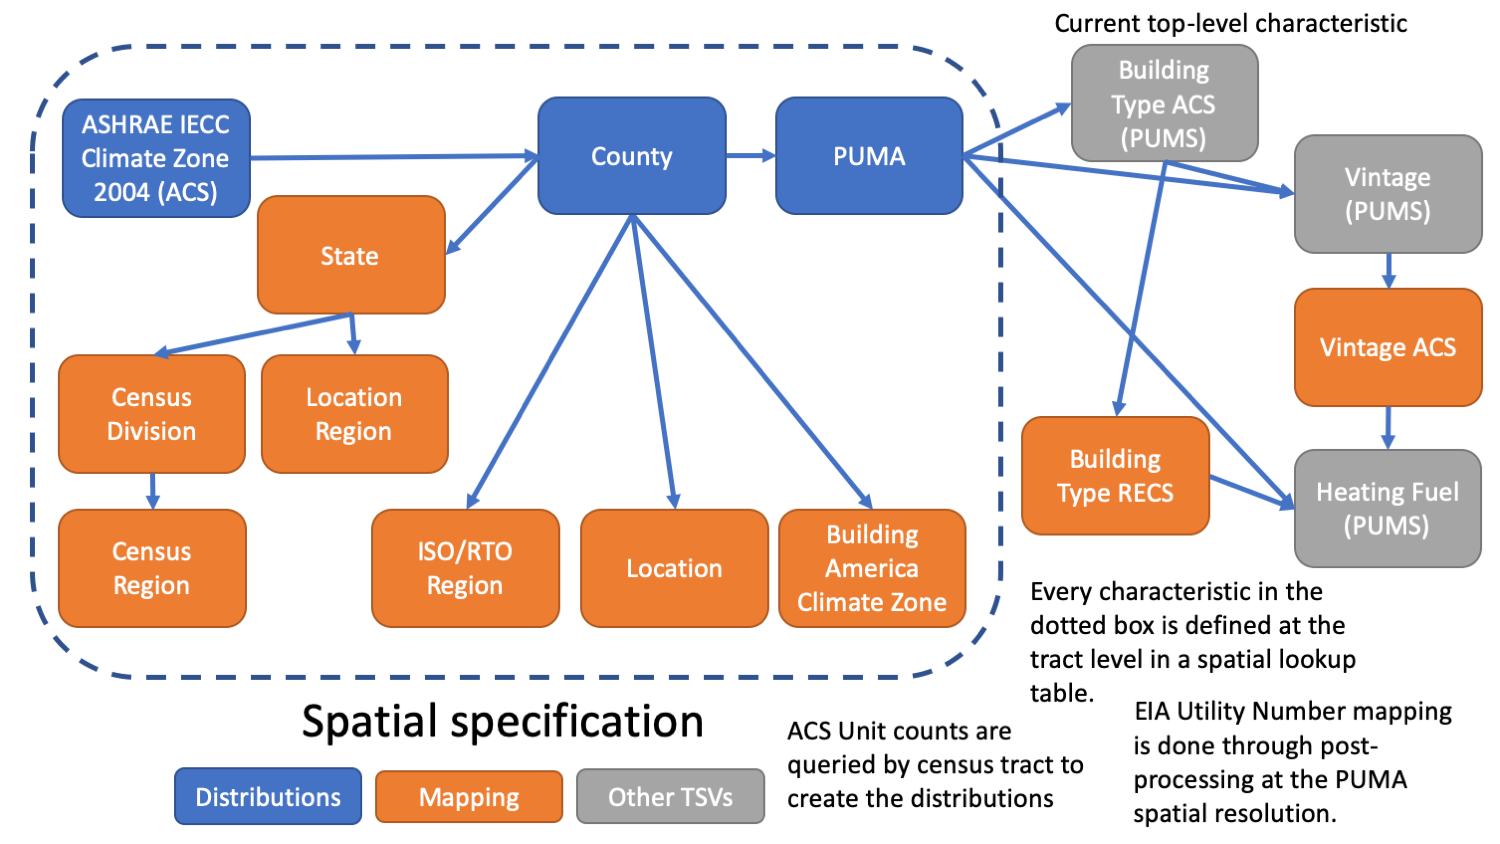 Current top-level characteristic
ASHRAE IECC
Climate Zone
2004 (ACS)
County
PUMA
Building
Type ACS
(PUMS)
Vintage
(PUMS)
State
Vintage ACS
Census
Division
Location
Region
Building
Type RECS
Heating Fuel
(PUMS)
Census
Region
ISO/RTO
Region
Location
Building
America
Climate Zone
Every characteristic in the
dotted box is defined at the
tract level in a spatial lookup
table.
Spatial specification
ACS Unit counts are
queried by census tract to
create the distributions
EIA Utility Number mapping
is done through post-
processing at the PUMA
spatial resolution.
Distributions
Mapping
Other TSVs